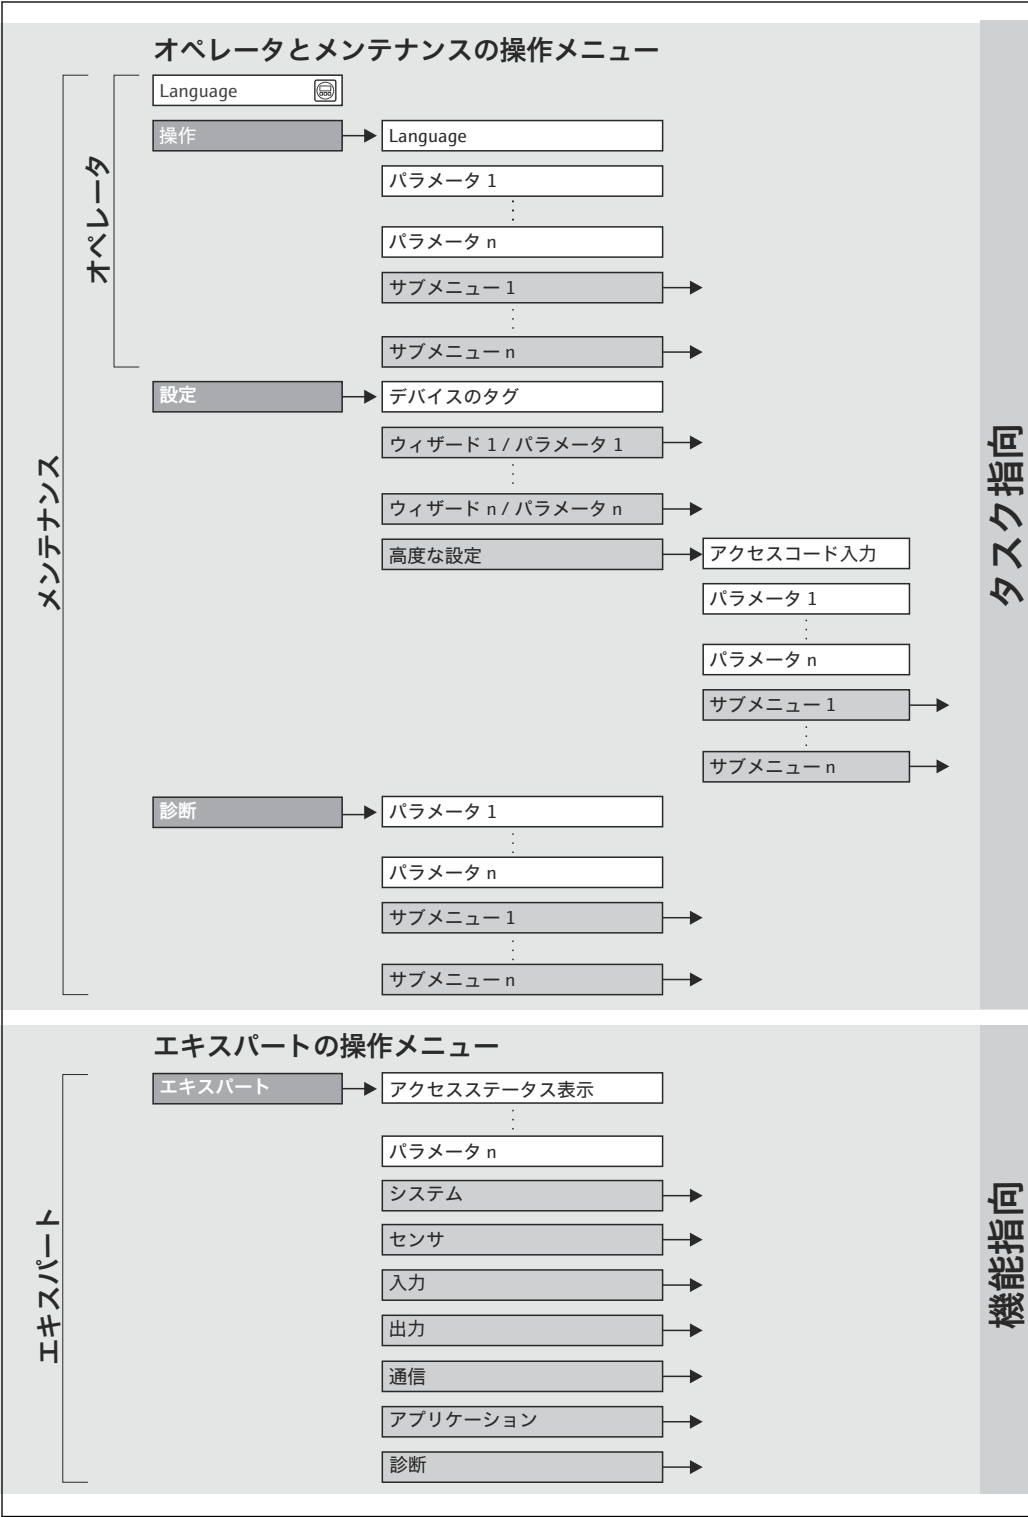 オペレータとメンテナンスの操作メニュー
Language
操作
Language
パラメータ 1
パラメータ n
サブメニュー 1
サブメニュー n
オペレータ
設定
デバイスのタグ
ウィザード 1 / パラメータ 1
ウィザード n / パラメータ n
高度な設定
アクセスコード入力
パラメータ 1
パラメータ n
サブメニュー 1
サブメニュー n
診断
パラメータ 1
パラメータ n
サブメニュー 1
サブメニュー n
メンテナンス
タスク指向
エキスパートの操作メニュー
エキスパート
アクセスステータス表示
パラメータ n
システム
センサ
入力
出力
通信
アプリケーション
診断
エキスパート
機能指向